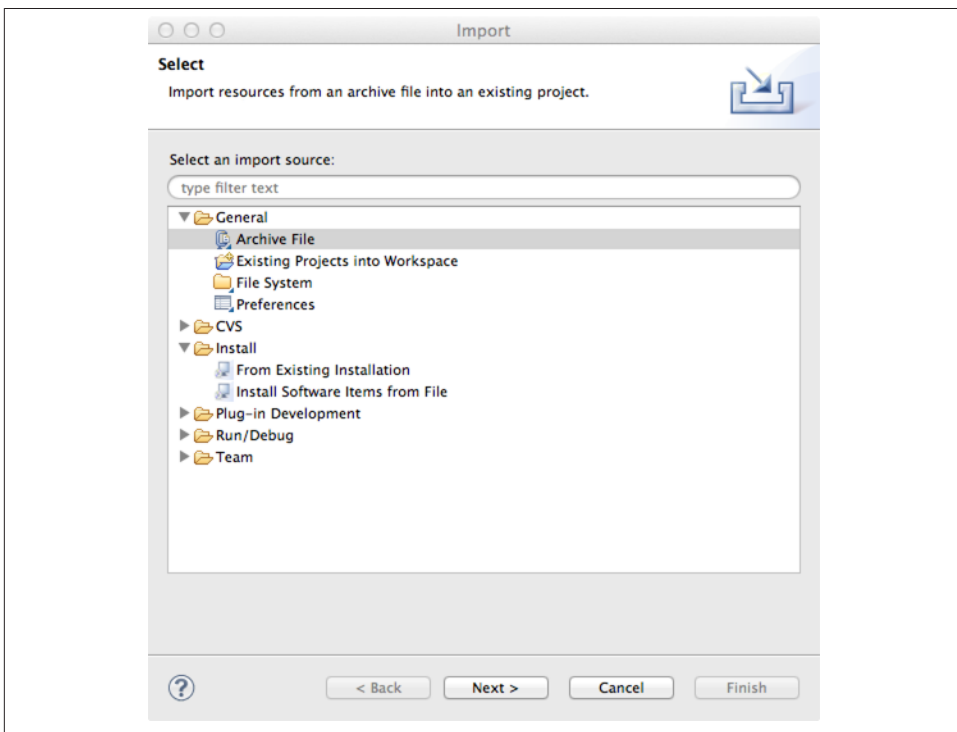 Import
Select
Import resources from an archive file into an existing project.
Select an import source:
type filter text
General
Archive File
Existing Projects into Workspace
File System
Preferences
CVS
Install
From Existing Installation
Install Software Items from File
Plug-in Development
Run/Debug
Team
?
< Back
Next >
Cancel
Finish